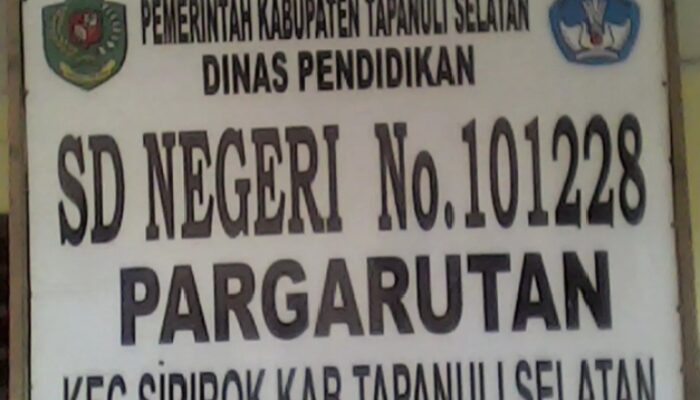 PEMERINTAH KABUPATEN TAPANULI SELATAN
DINAS PENDIDIKAN
SD NEGERI No.101228
PARGARUTAN
KEC SIPIROK KAB TAPANULI SELATAN